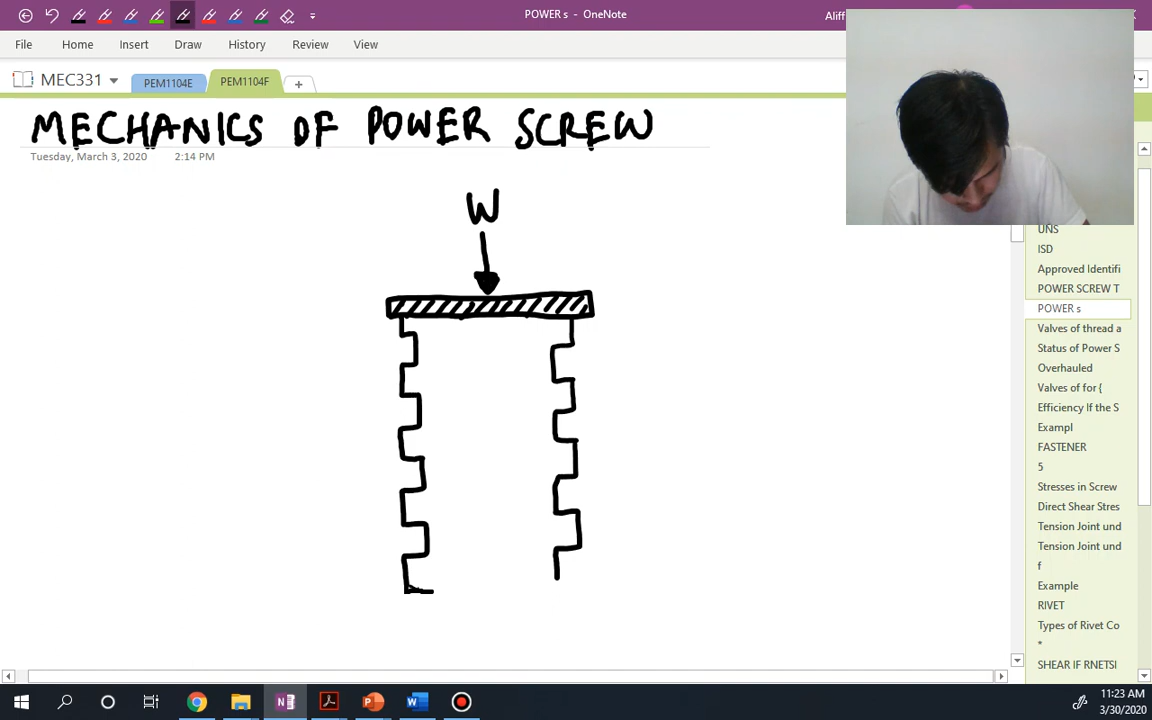 POWER s - OneNote
Aliff
File Home Insert Draw History Review View
MEC331 PEM1104E PEM1104F
MECHANICS OF POWER SCREW
Tuesday, March 3, 2020 2:14 PM
W
UNS
ISD
Approved Identifi
POWER SCREW T
POWER s
Valves of thread a
Status of Power S
Overhauled
Valves of for {
Efficiency If the S
Exampl
FASTENER
5
Stresses in Screw
Direct Shear Stres
Tension Joint und
Tension Joint und
f
Example
RIVET
Types of Rivet Co
*
SHEAR IF RNETSI
11:23 AM
3/30/2020